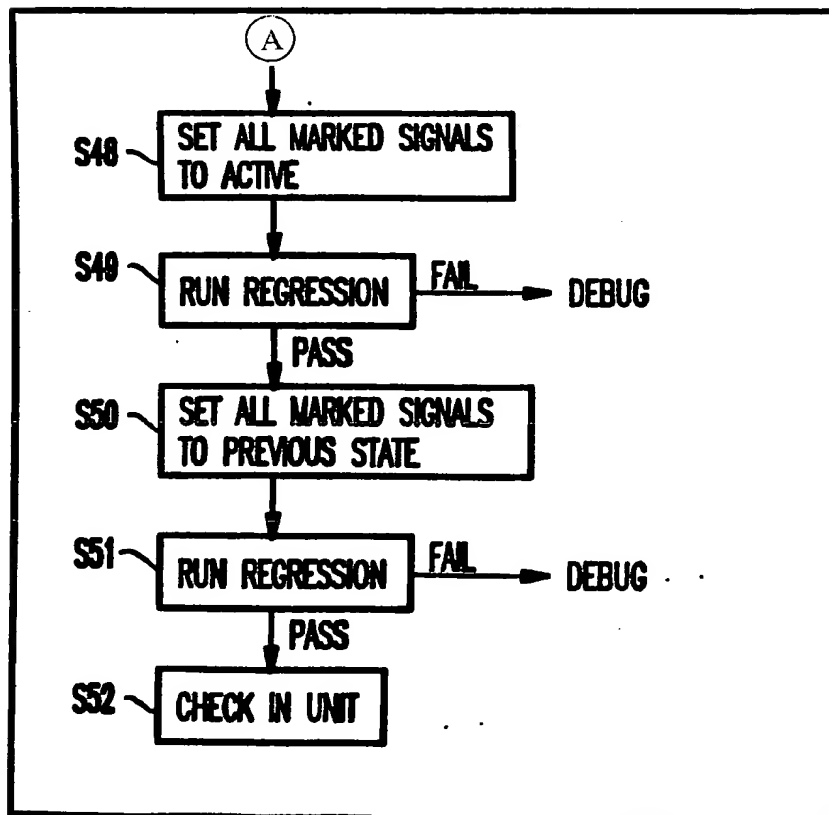 A
S48
SET ALL MARKED SIGNALS
TO ACTIVE
S49
RUN REGRESSION
FAIL
DEBUG
PASS
S50
SET ALL MARKED SIGNALS
TO PREVIOUS STATE
S51
RUN REGRESSION
FAIL
DEBUG
PASS
S52
CHECK IN UNIT